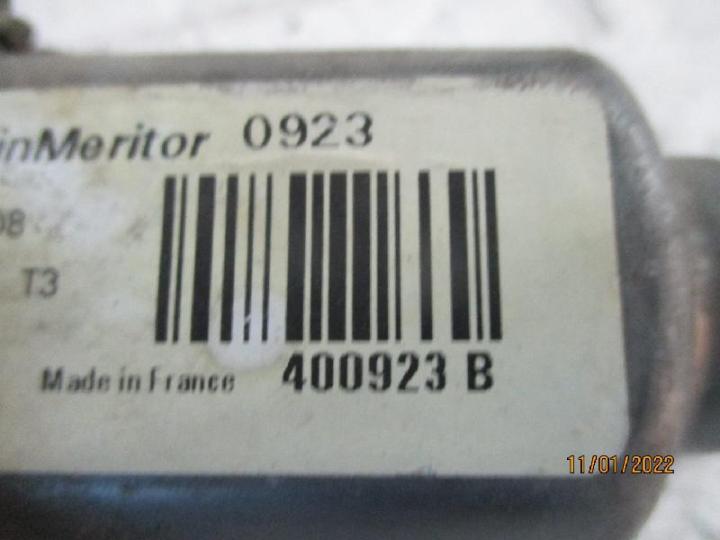 inMeritor 0923
08
T3
Made in France 400923 B
11/01/2022